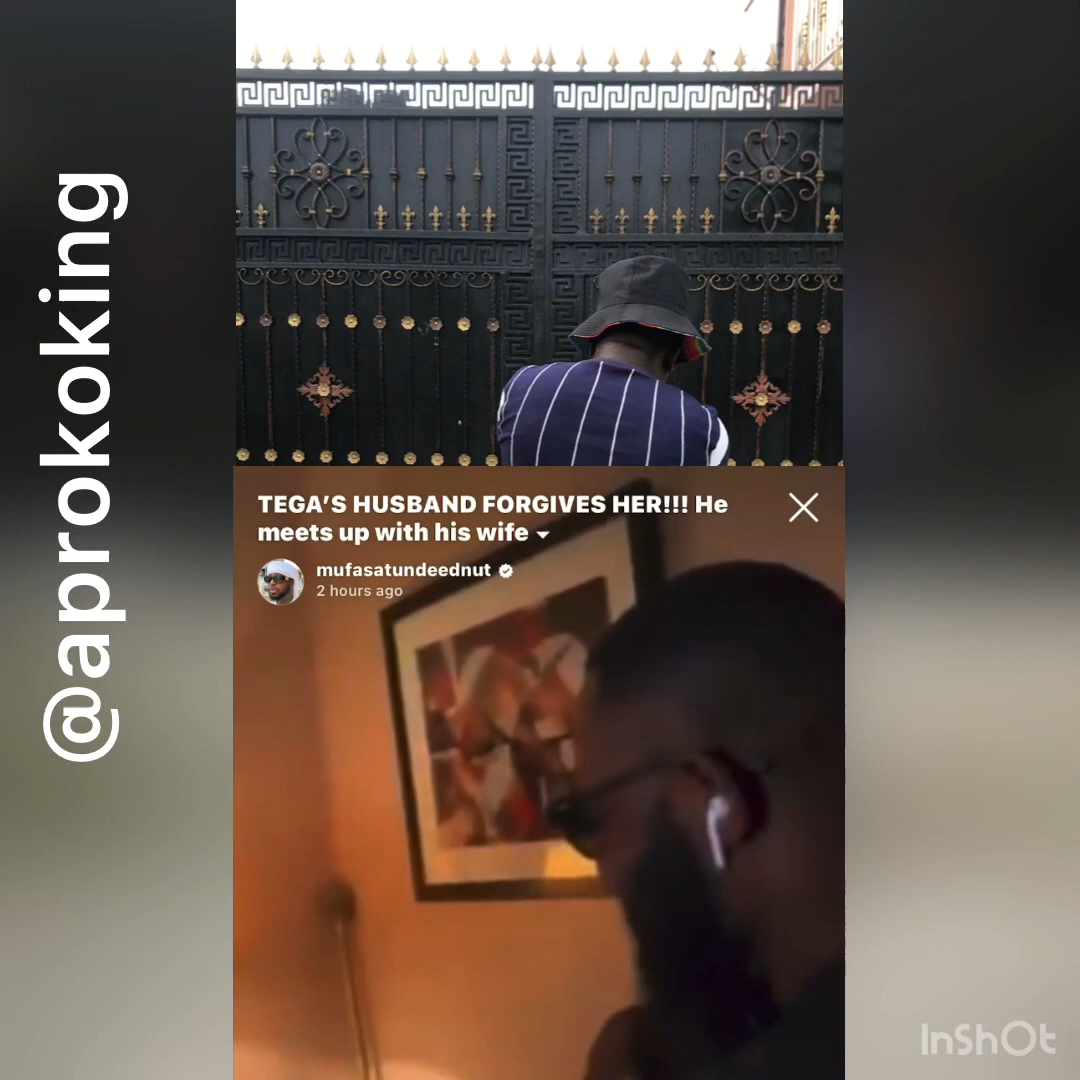 @aprokoking
TEGA'S HUSBAND FORGIVES HER!!! He
meets up with his wife
mufasatundeednut
2 hours ago
InShOt